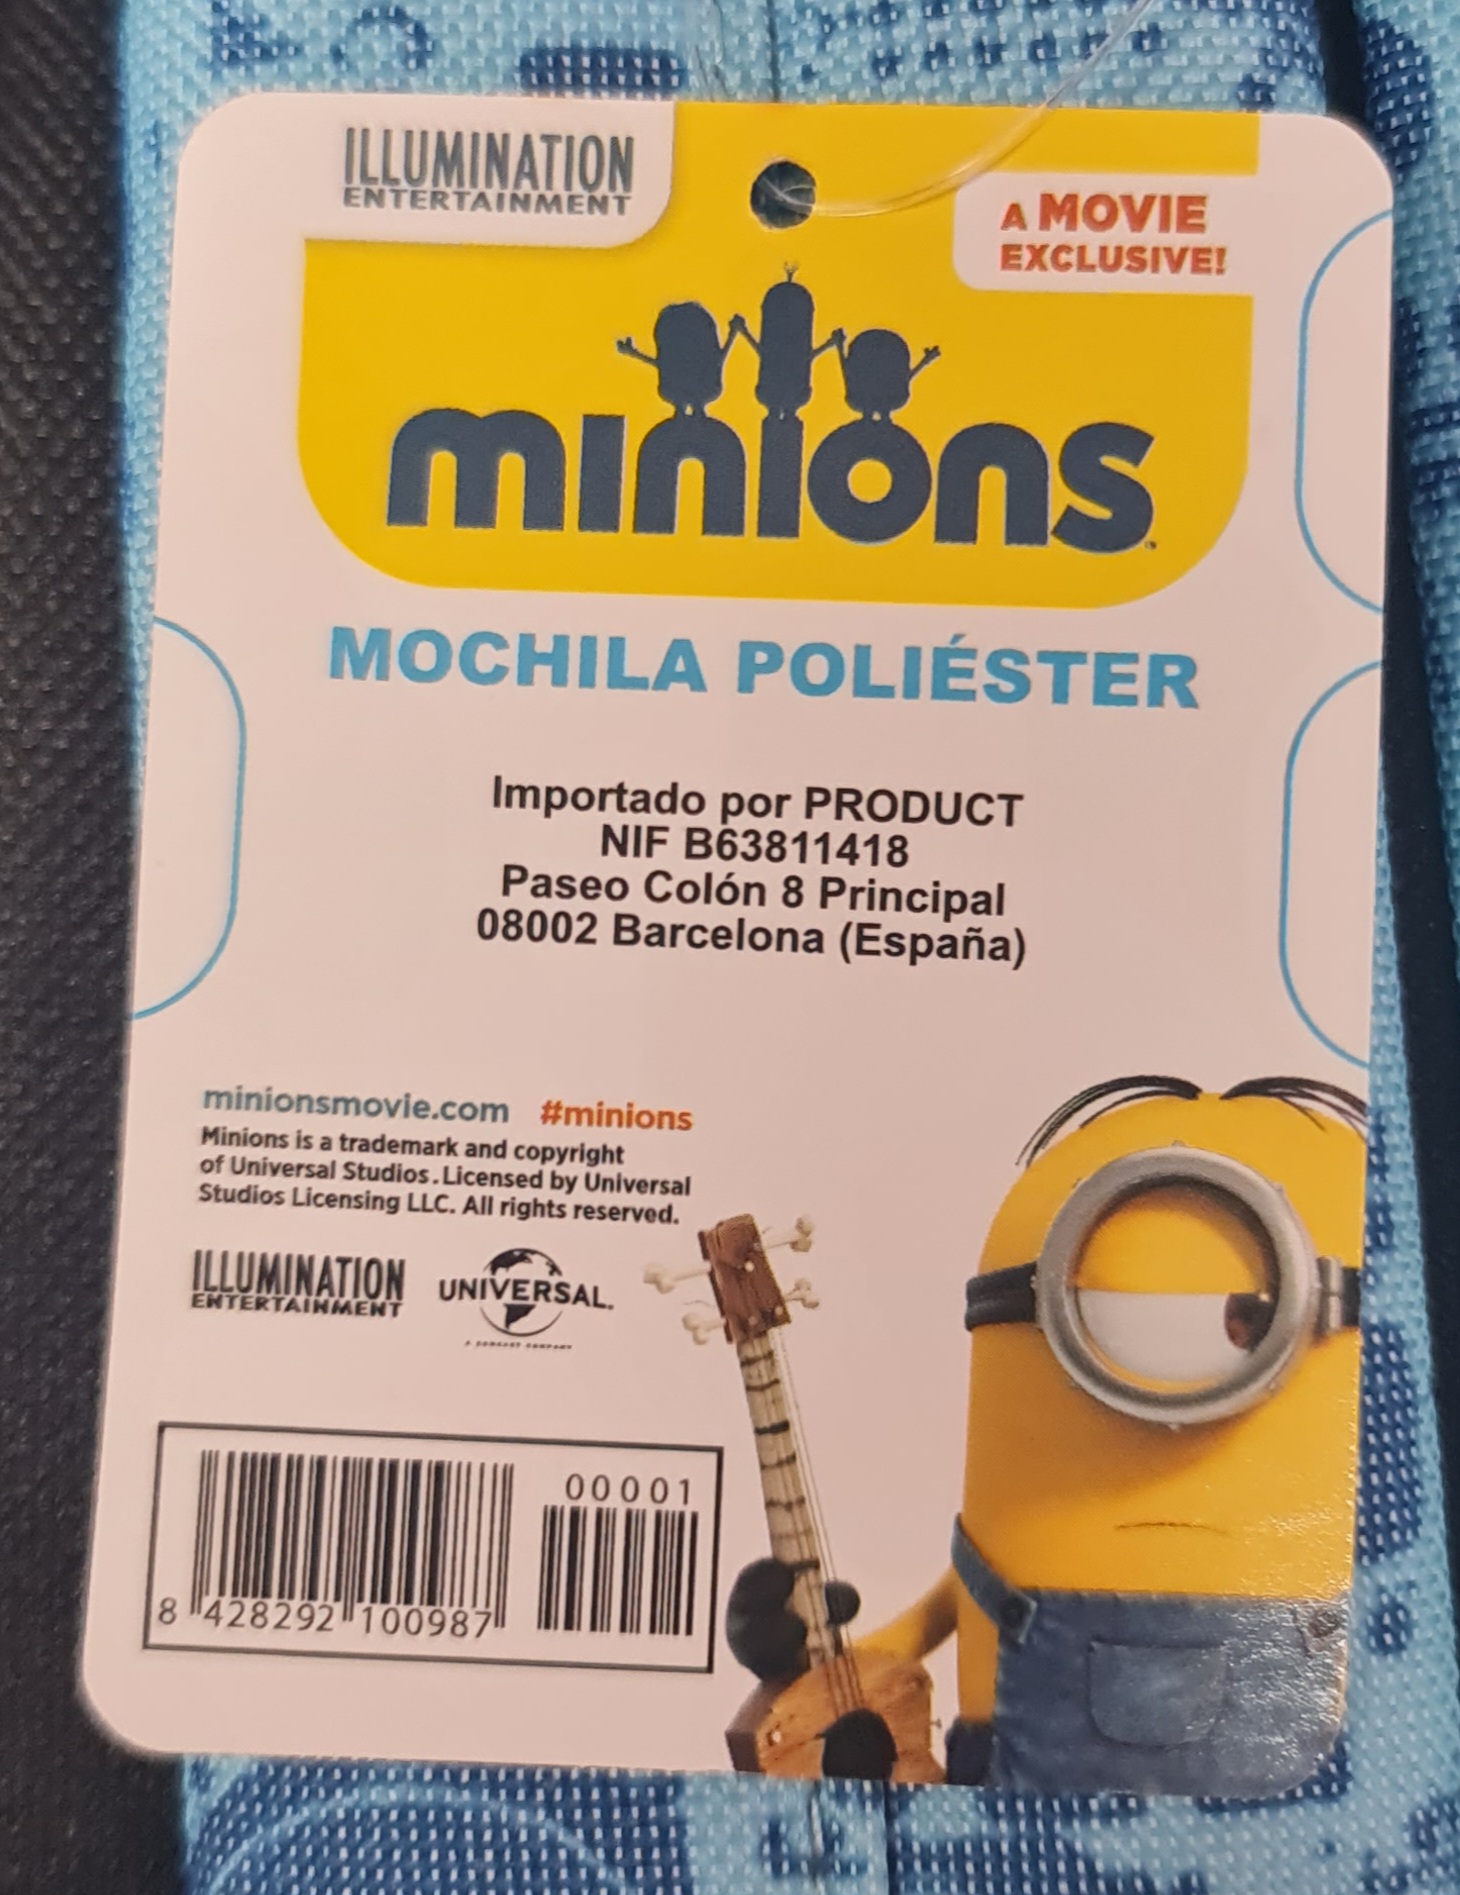 ILLUMINATION
ENTERTAINMENT
A MOVIE
EXCLUSIVE!
minions
MOCHILA POLIÉSTER
Importado por PRODUCT
NIF B63811418
Paseo Colón 8 Principal
08002 Barcelona (España)
minionsmovie.com #minions
Minions is a trademark and copyright
of Universal Studios. Licensed by Universal
Studios Licensing LLC. All rights reserved.
ILLUMINATION
ENTERTAINMENT
UNIVERSAL.
A COMCAST COMPANY
00001
8 428292 100987